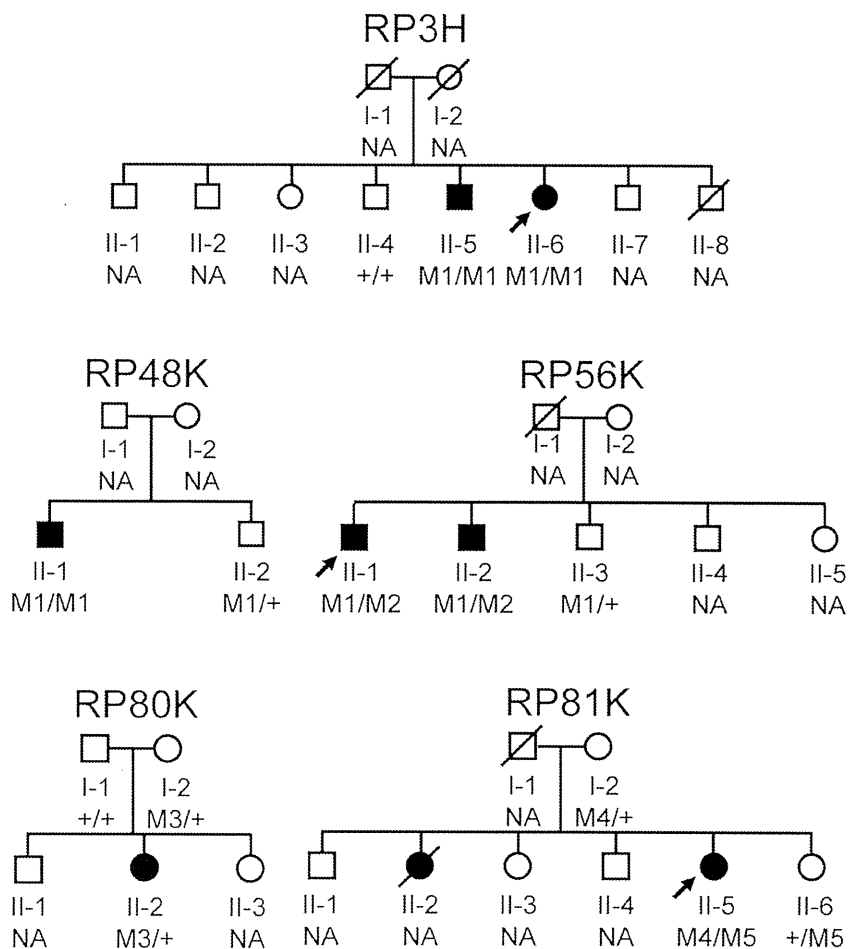 RP3H
I-1 I-2
NA NA
II-1 II-2 II-3 II-4 II-5 II-6 II-7 II-8
NA NA NA +/+ M1/M1 M1/M1 NA NA
RP48K
I-1 I-2
NA NA
II-1 II-2
M1/M1 M1/+
RP56K
I-1 I-2
NA NA
II-1 II-2 II-3 II-4 II-5
M1/M2 M1/M2 M1/+ NA NA
RP80K
I-1 I-2
+/+ M3/+
II-1 II-2 II-3
NA M3/+ NA
RP81K
I-1 I-2
NA M4/+
II-1 II-2 II-3 II-4 II-5 II-6
NA NA NA NA M4/M5 +/M5